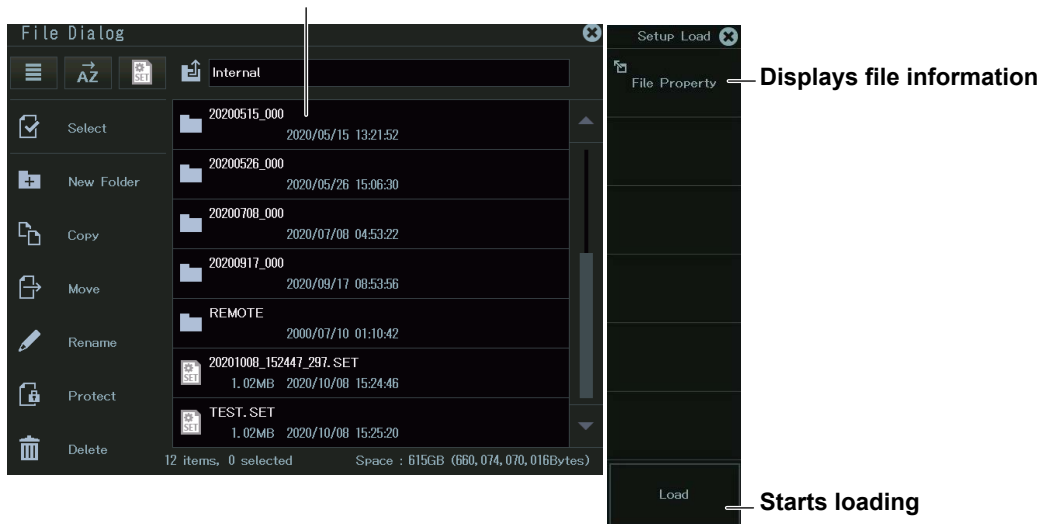 File Dialog
AZ
SET
Internal
Select
New Folder
Copy
Move
Rename
Protect
Delete
20200515_000
2020/05/15 13:21:52
20200526_000
2020/05/26 15:06:30
20200708_000
2020/07/08 04:53:22
20200917_000
2020/09/17 08:53:56
REMOTE
2000/07/10 01:10:42
SET
20201008_152447_297.SET
1.02MB 2020/10/08 15:24:46
SET
TEST.SET
1.02MB 2020/10/08 15:25:20
12 items, 0 selected
Space : 615GB (660,074,070,016Bytes)
Setup Load
File Property
Displays file information
Load
Starts loading